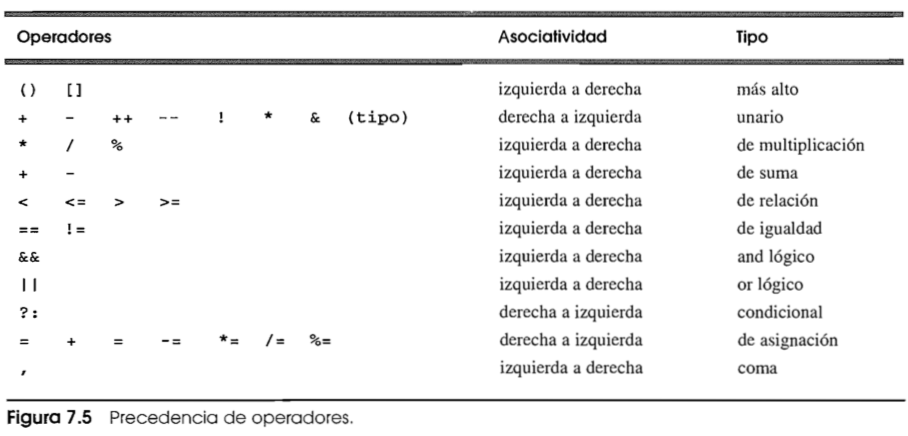 Operadores Asociatividad Tipo
() [] izquierda a derecha más alto
+ - ++ -- ! * & (tipo) derecha a izquierda unario
* / % izquierda a derecha de multiplicación
+ - izquierda a derecha de suma
< <= > >= izquierda a derecha de relación
== != izquierda a derecha de igualdad
&& izquierda a derecha and lógico
|| izquierda a derecha or lógico
?: derecha a izquierda condicional
= + = -= *= /= %= derecha a izquierda de asignación
, izquierda a derecha coma
Figura 7.5 Precedencia de operadores.